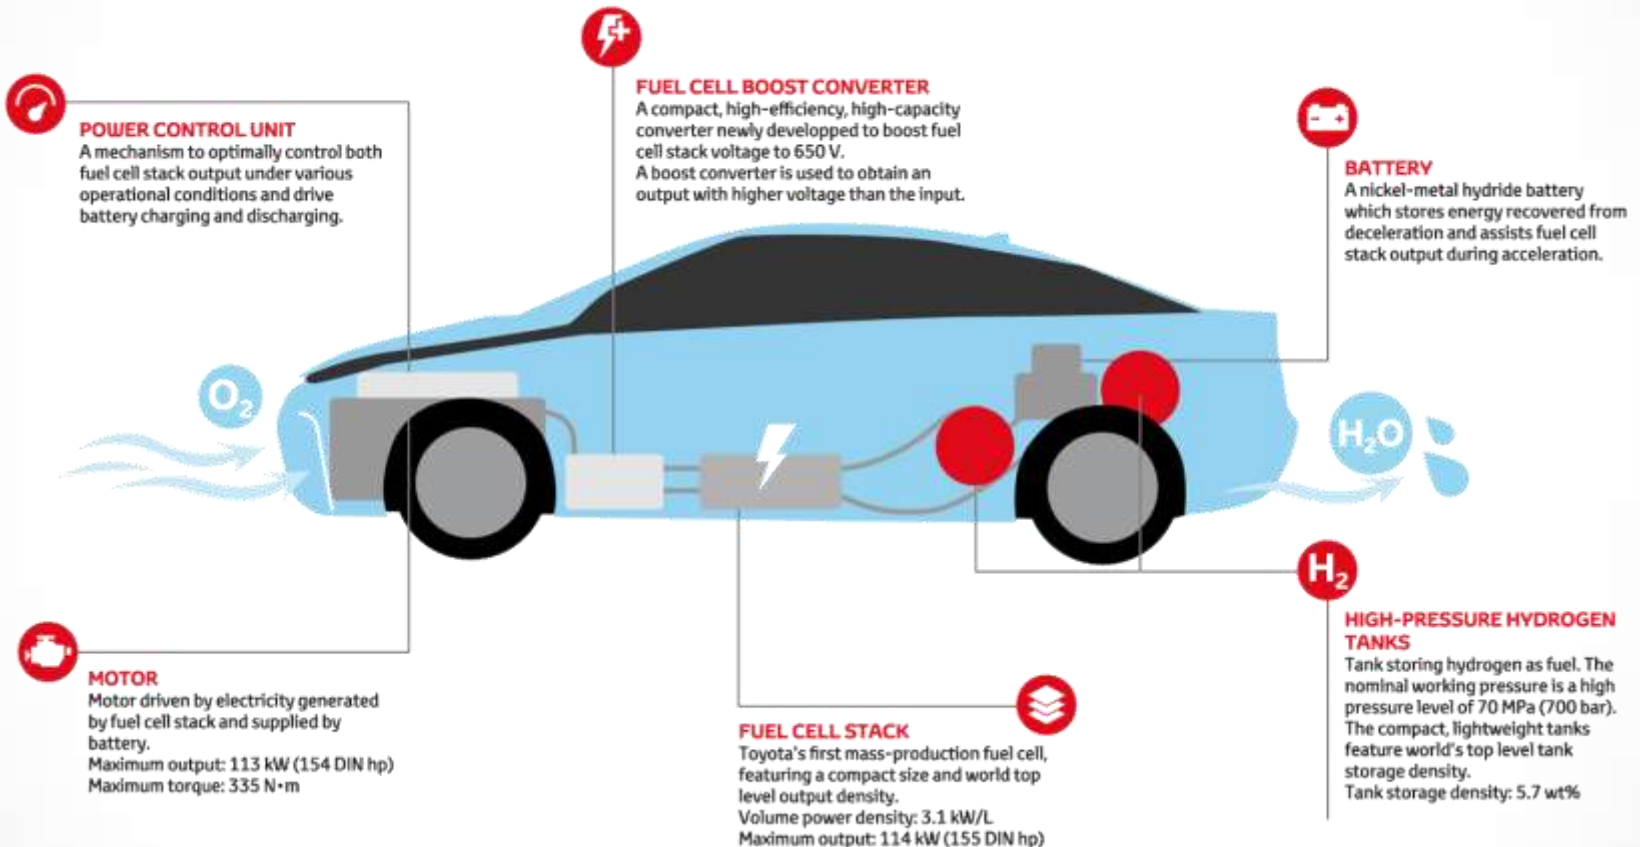 POWER CONTROL UNIT
A mechanism to optimally control both
fuel cell stack output under various
operational conditions and drive
battery charging and discharging.
FUEL CELL BOOST CONVERTER
A compact, high-efficiency, high-capacity
converter newly developped to boost fuel
cell stack voltage to 650 V.
A boost converter is used to obtain an
output with higher voltage than the input.
BATTERY
A nickel-metal hydride battery
which stores energy recovered from
deceleration and assists fuel cell
stack output during acceleration.
O₂
H₂O
MOTOR
Motor driven by electricity generated
by fuel cell stack and supplied by
battery.
Maximum output: 113 kW (154 DIN hp)
Maximum torque: 335 N•m
FUEL CELL STACK
Toyota's first mass-production fuel cell,
featuring a compact size and world top
level output density.
Volume power density: 3.1 kW/L
Maximum output: 114 kW (155 DIN hp)
H₂
HIGH-PRESSURE HYDROGEN
TANKS
Tank storing hydrogen as fuel. The
nominal working pressure is a high
pressure level of 70 MPa (700 bar).
The compact, lightweight tanks
feature world's top level tank
storage density.
Tank storage density: 5.7 wt%